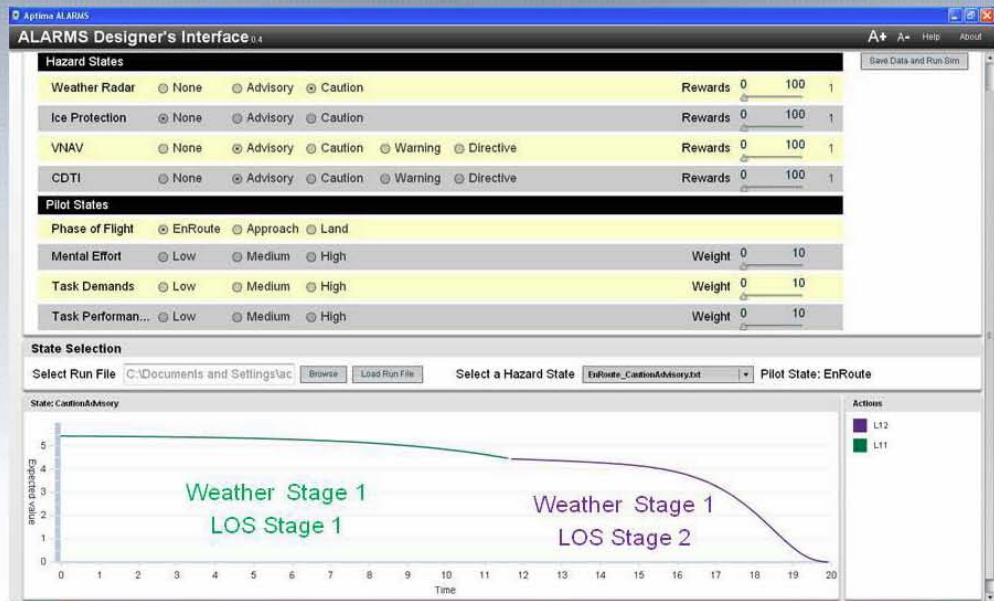 Aptima ALARMS
ALARMS Designer's Interface 0.4 A+ A- Help About
Hazard States Save Data and Run Sim
Weather Radar None Advisory Caution Rewards 0 100 1
Ice Protection None Advisory Caution Rewards 0 100 1
VNAV None Advisory Caution Warning Directive Rewards 0 100 1
CDTI None Advisory Caution Warning Directive Rewards 0 100 1
Pilot States
Phase of Flight EnRoute Approach Land
Mental Effort Low Medium High Weight 0 10
Task Demands Low Medium High Weight 0 10
Task Performan... Low Medium High Weight 0 10
State Selection
Select Run File C:\Documents and Settings\ac Browse Load Run File Select a Hazard State EnRoute_CautionAdvisory.txt Pilot State: EnRoute
State: CautionAdvisory Actions
L12
L11
Expected value
5
4
3
2
1
0
Weather Stage 1
LOS Stage 1
Weather Stage 1
LOS Stage 2
0 1 2 3 4 5 6 7 8 9 10 11 12 13 14 15 16 17 18 19 20
Time